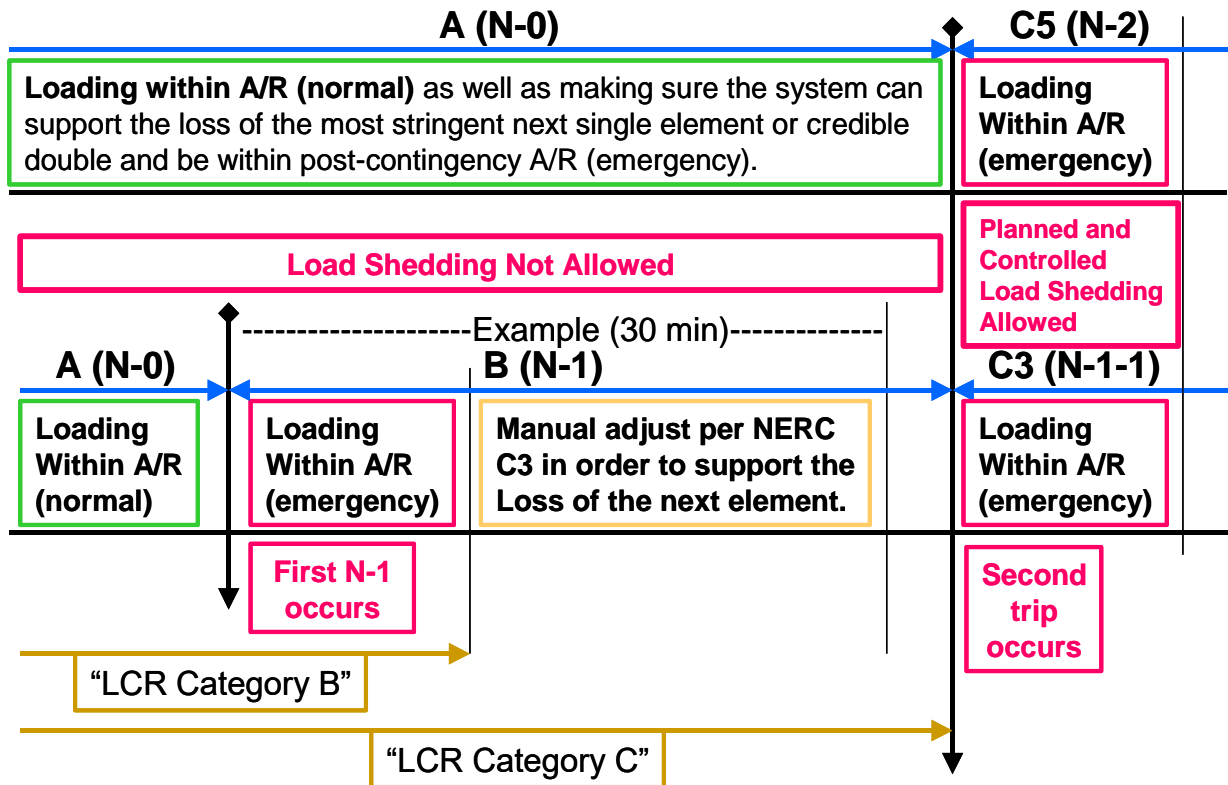 A (N-0)
C5 (N-2)
Loading within A/R (normal) as well as making sure the system can
support the loss of the most stringent next single element or credible
double and be within post-contingency A/R (emergency).
Loading
Within A/R
(emergency)
Load Shedding Not Allowed
Planned and
Controlled
Load Shedding
Allowed
--------------------Example (30 min)--------------
A (N-0)
B (N-1)
C3 (N-1-1)
Loading
Within A/R
(normal)
Loading
Within A/R
(emergency)
Manual adjust per NERC
C3 in order to support the
Loss of the next element.
Loading
Within A/R
(emergency)
First N-1
occurs
Second
trip
occurs
“LCR Category B”
“LCR Category C”